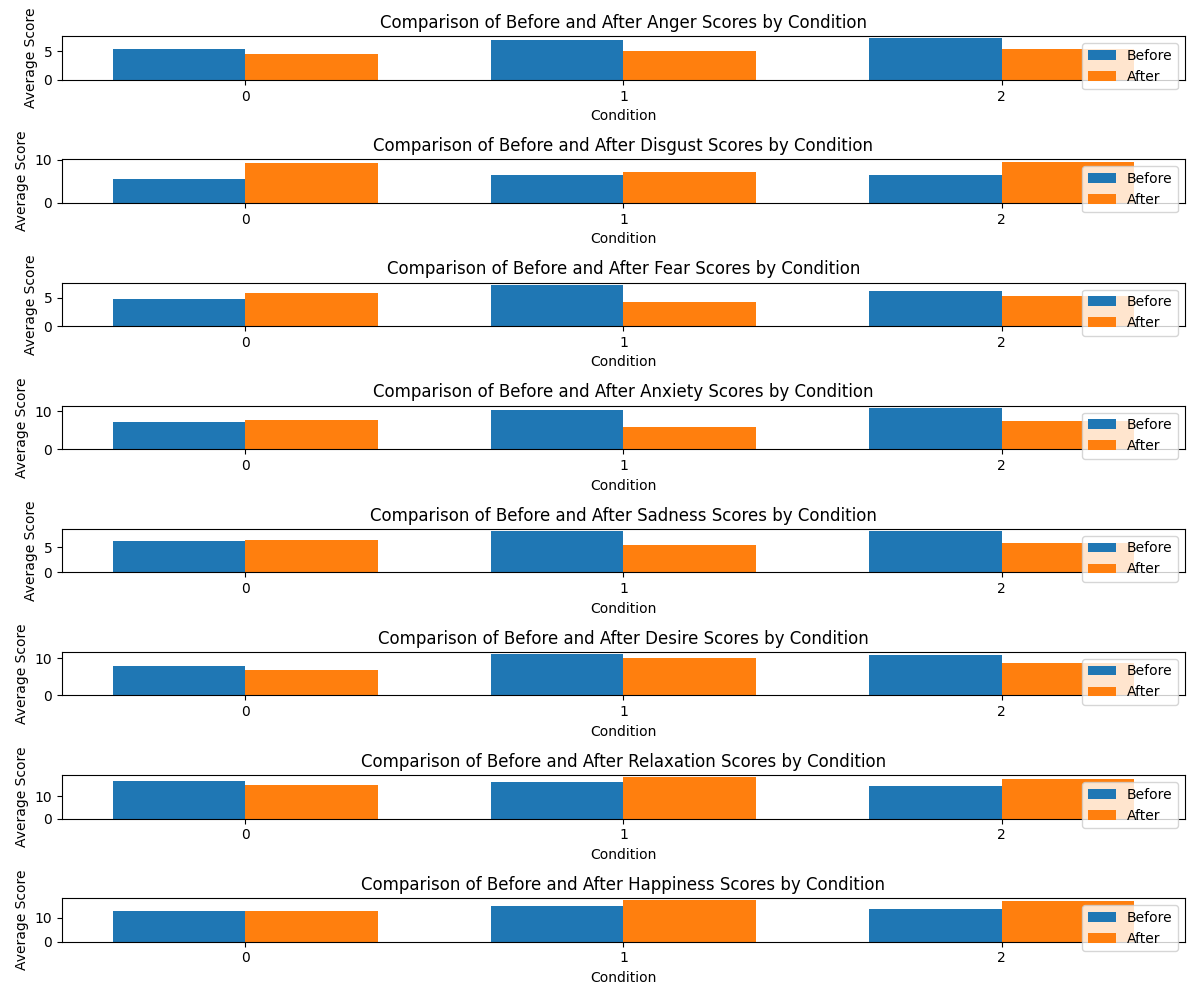 Comparison of Before and After Anger Scores by Condition
Average Score
5
0
Before
After
0 1 2
Condition
Comparison of Before and After Disgust Scores by Condition
Average Score
10
0
Before
After
0 1 2
Condition
Comparison of Before and After Fear Scores by Condition
Average Score
5
0
Before
After
0 1 2
Condition
Comparison of Before and After Anxiety Scores by Condition
Average Score
10
0
Before
After
0 1 2
Condition
Comparison of Before and After Sadness Scores by Condition
Average Score
5
0
Before
After
0 1 2
Condition
Comparison of Before and After Desire Scores by Condition
Average Score
10
0
Before
After
0 1 2
Condition
Comparison of Before and After Relaxation Scores by Condition
Average Score
10
0
Before
After
0 1 2
Condition
Comparison of Before and After Happiness Scores by Condition
Average Score
10
0
Before
After
0 1 2
Condition